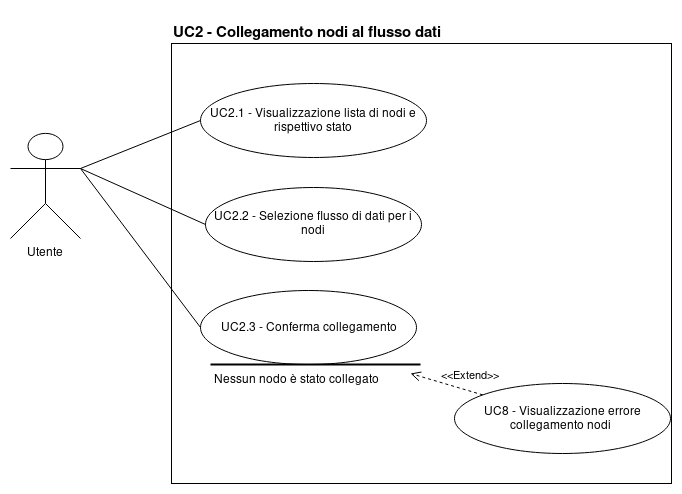 UC2 - Collegamento nodi al flusso dati
UC2.1 - Visualizzazione lista di nodi e
rispettivo stato
UC2.2 - Selezione flusso di dati per i
nodi
Utente
UC2.3 - Conferma collegamento
Nessun nodo è stato collegato
<<Extend>>
UC8 - Visualizzazione errore
collegamento nodi